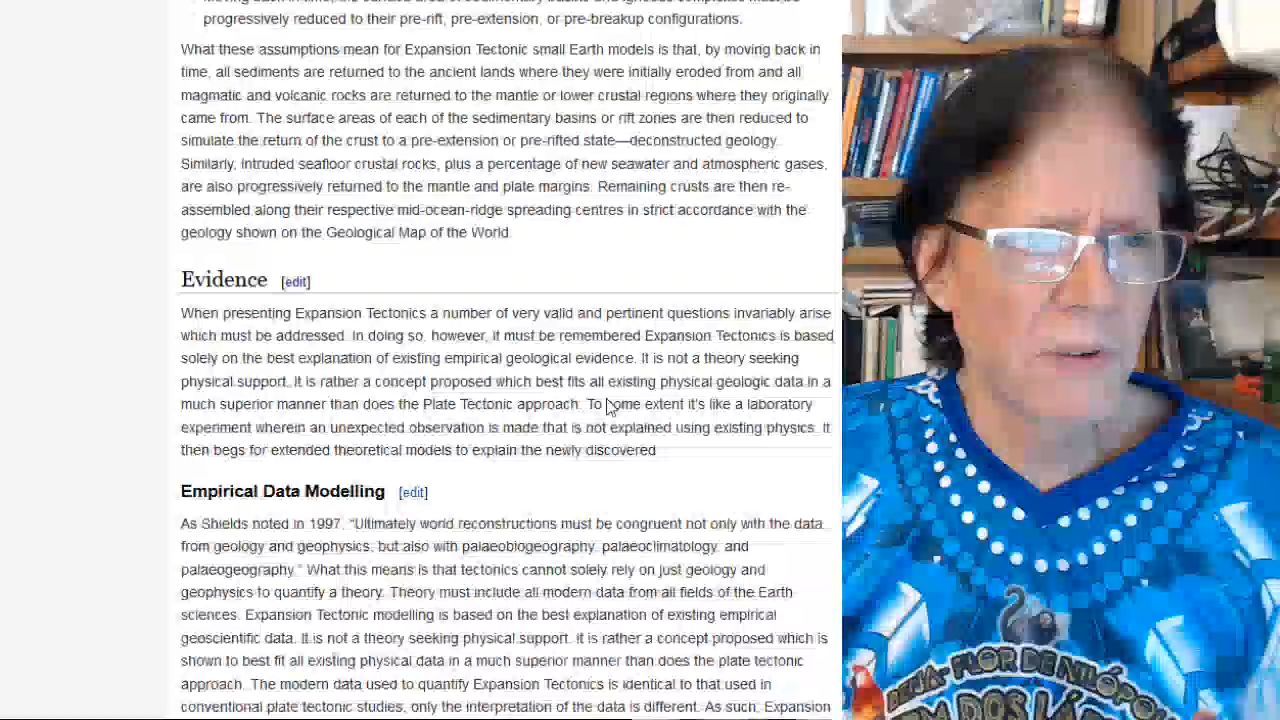 progressively reduced to their pre-rift, pre-extension, or pre-breakup configurations.
What these assumptions mean for Expansion Tectonic small Earth models is that, by moving back in
time, all sediments are returned to the ancient lands where they were initially eroded from and all
magmatic and volcanic rocks are returned to the mantle or lower crustal regions where they originally
came from. The surface areas of each of the sedimentary basins or rift zones are then reduced to
simulate the return of the crust to a pre-extension or pre-rifted state—deconstructed geology.
Similarly, intruded seafloor crustal rocks, plus a percentage of new seawater and atmospheric gases,
are also progressively returned to the mantle and plate margins. Remaining crusts are then re-
assembled along their respective mid-ocean-ridge spreading centres in strict accordance with the
geology shown on the Geological Map of the World.
Evidence [edit]
When presenting Expansion Tectonics a number of very valid and pertinent questions invariably arise
which must be addressed. In doing so, however, it must be remembered Expansion Tectonics is based
solely on the best explanation of existing empirical geological evidence. It is not a theory seeking
physical support. It is rather a concept proposed which best fits all existing physical geologic data in a
much superior manner than does the Plate Tectonic approach. To some extent it's like a laboratory
experiment wherein an unexpected observation is made that is not explained using existing physics. It
then begs for extended theoretical models to explain the newly discovered
Empirical Data Modelling [edit]
As Shields noted in 1997, "Ultimately world reconstructions must be congruent not only with the data
from geology and geophysics, but also with palaeobiogeography, palaeoclimatology, and
palaeogeography." What this means is that tectonics cannot solely rely on just geology and
geophysics to quantify a theory. Theory must include all modern data from all fields of the Earth
sciences. Expansion Tectonic modelling is based on the best explanation of existing empirical
geoscientific data. It is not a theory seeking physical support. It is rather a concept proposed which is
shown to best fit all existing physical data in a much superior manner than does the plate tectonic
approach. The modern data used to quantify Expansion Tectonics is identical to that used in
conventional plate tectonic studies, only the interpretation of the data is different. As such, Expansion
FLOR DE NILÓPO
DOS